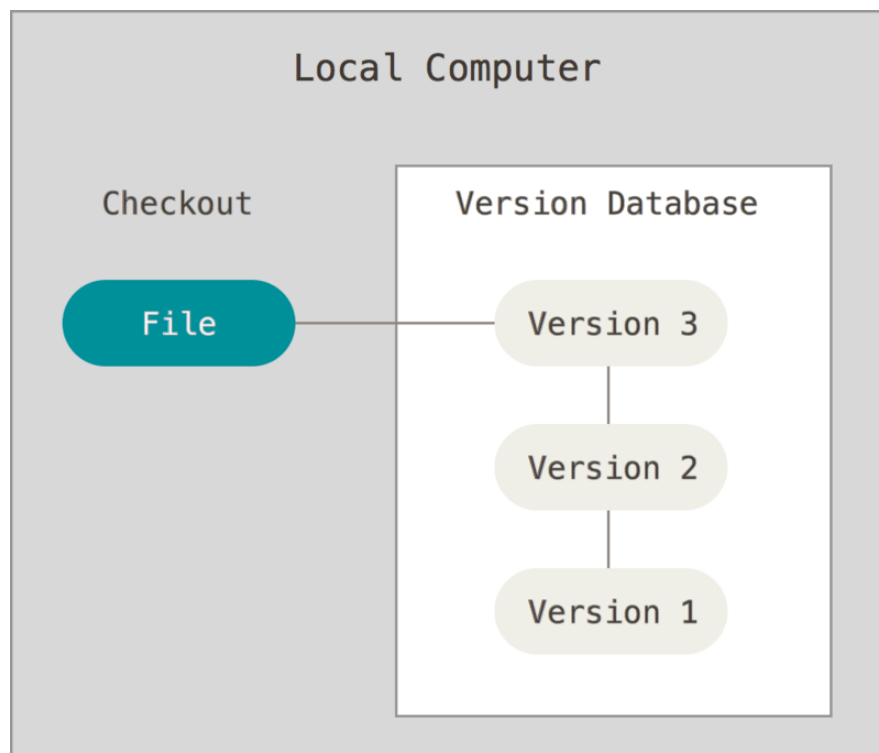 Local Computer
Checkout
Version Database
File
Version 3
Version 2
Version 1